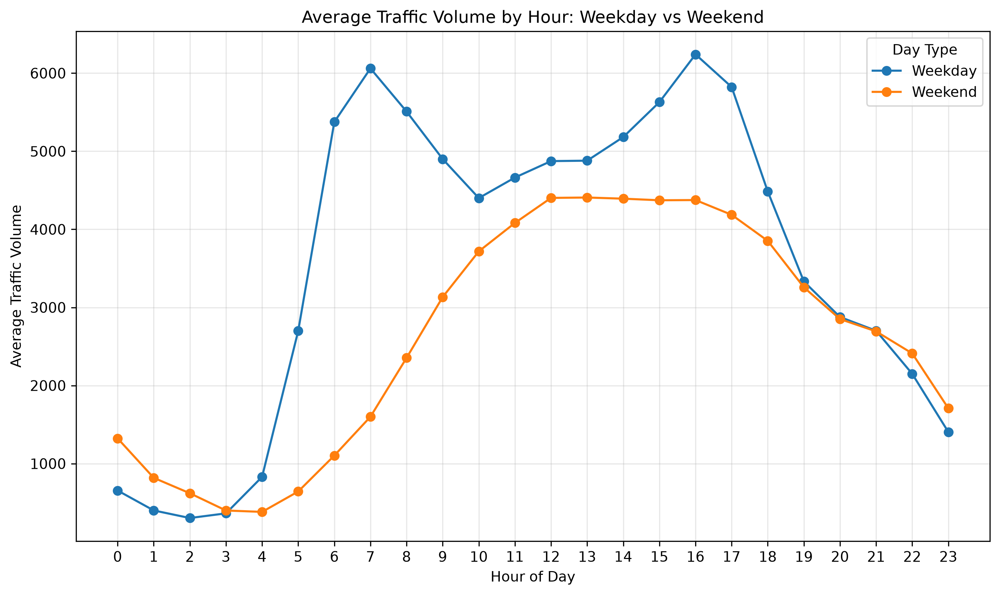 Average Traffic Volume by Hour: Weekday vs Weekend
Day Type
Weekday
Weekend
Average Traffic Volume
6000
5000
4000
3000
2000
1000
0 1 2 3 4 5 6 7 8 9 10 11 12 13 14 15 16 17 18 19 20 21 22 23
Hour of Day